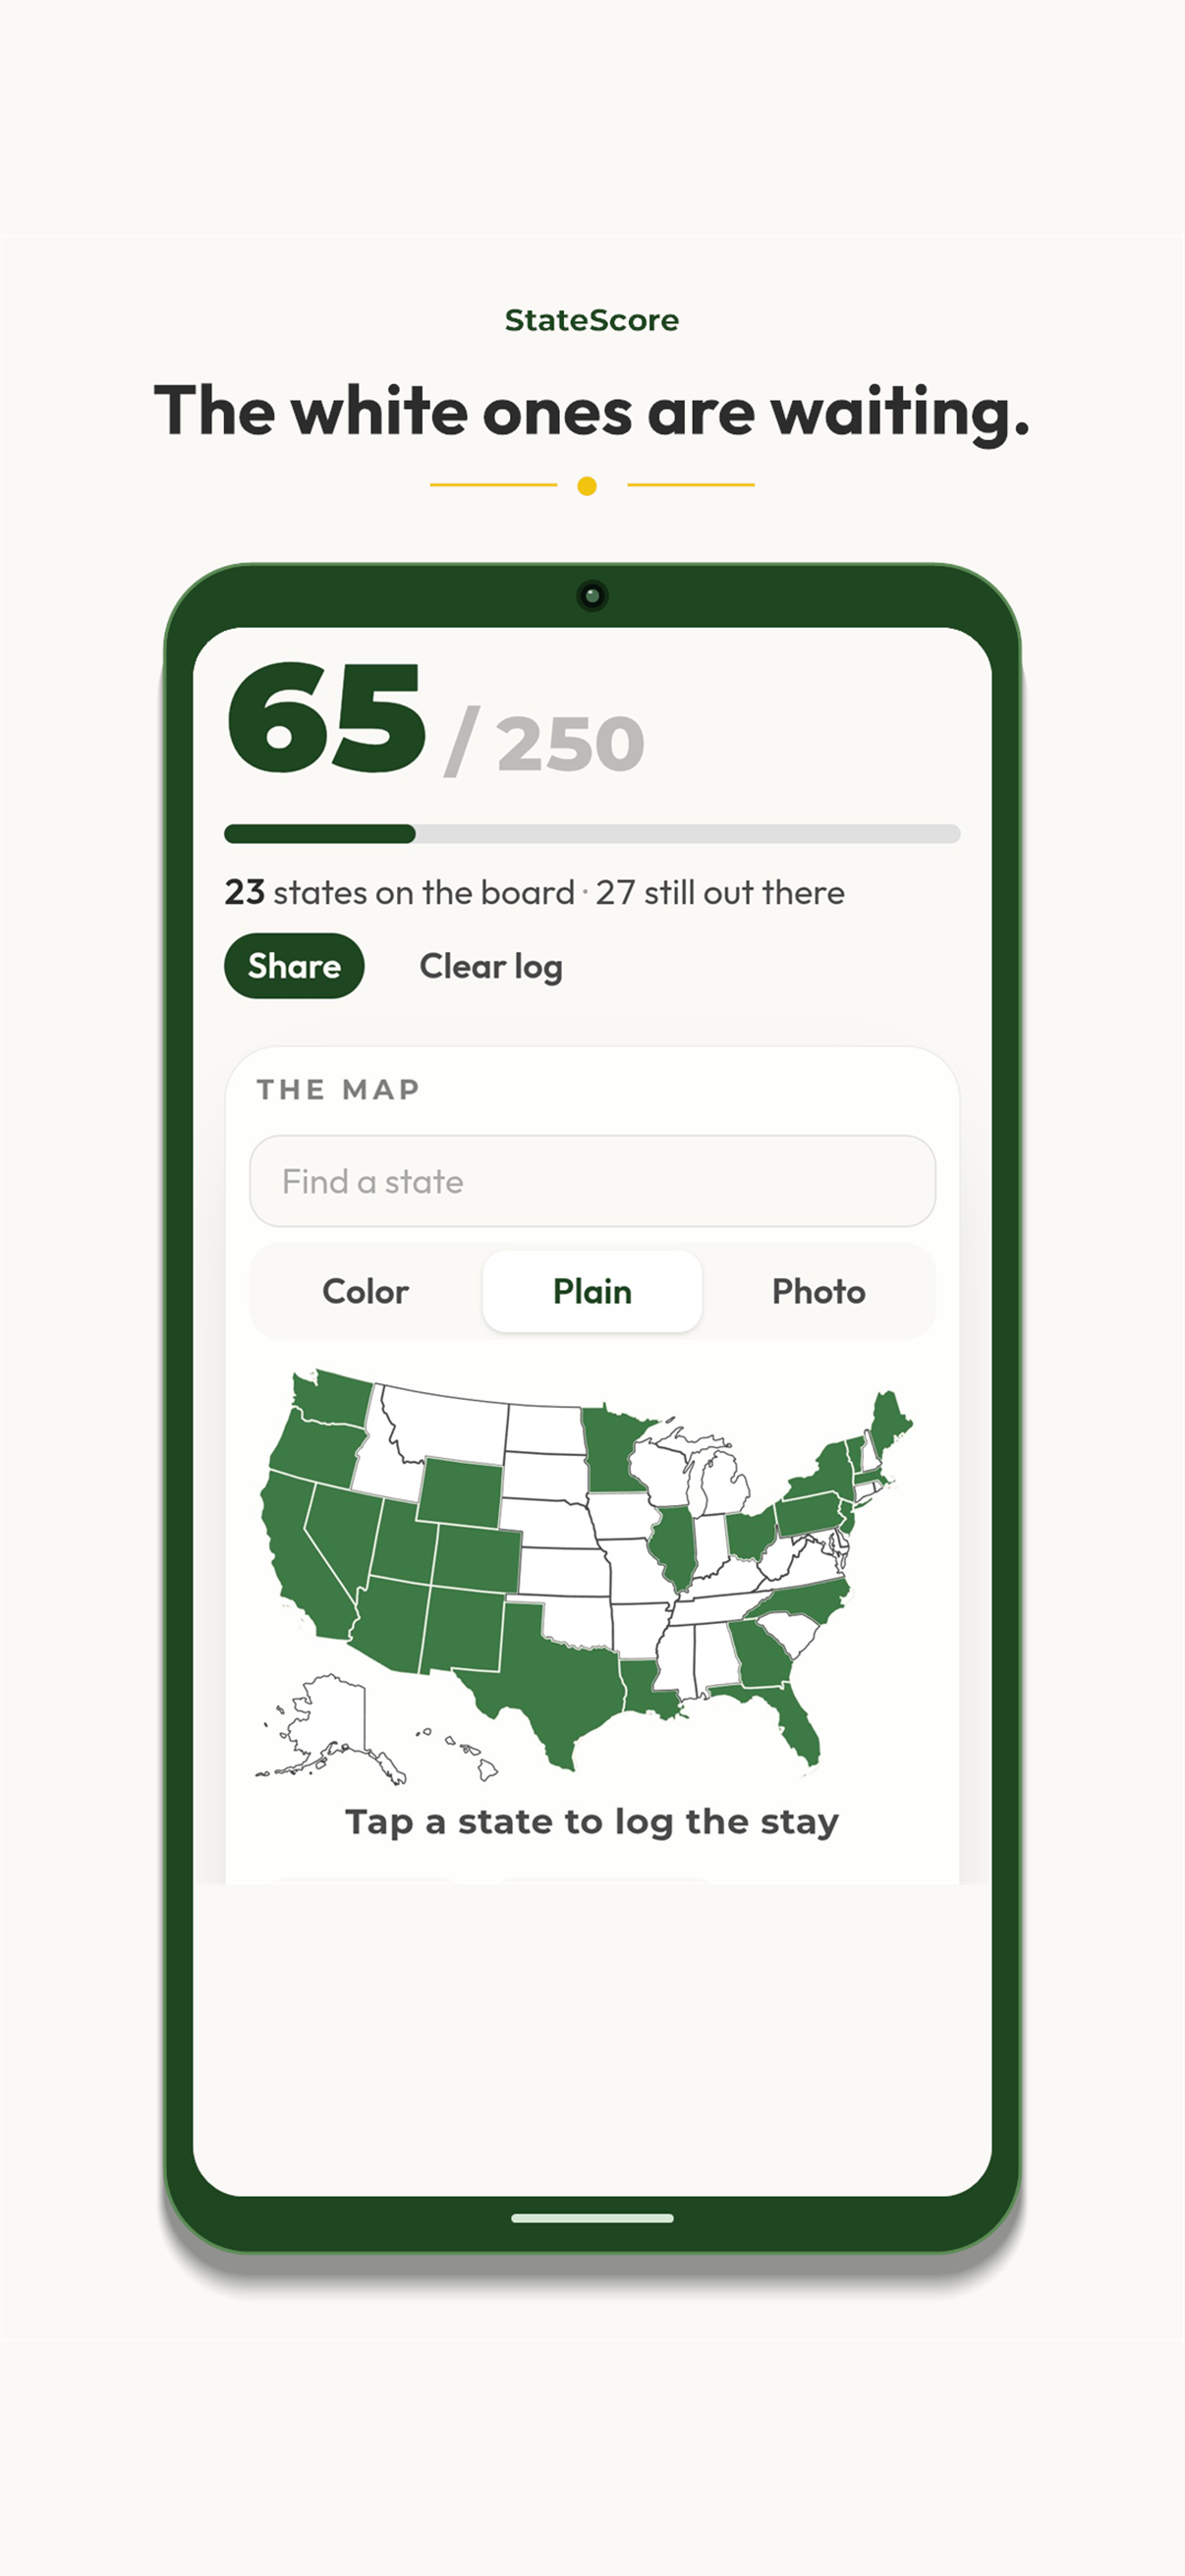 StateScore
The white ones are waiting.
65 / 250
23 states on the board · 27 still out there
Share Clear log
THE MAP
Find a state
Color Plain Photo
Tap a state to log the stay